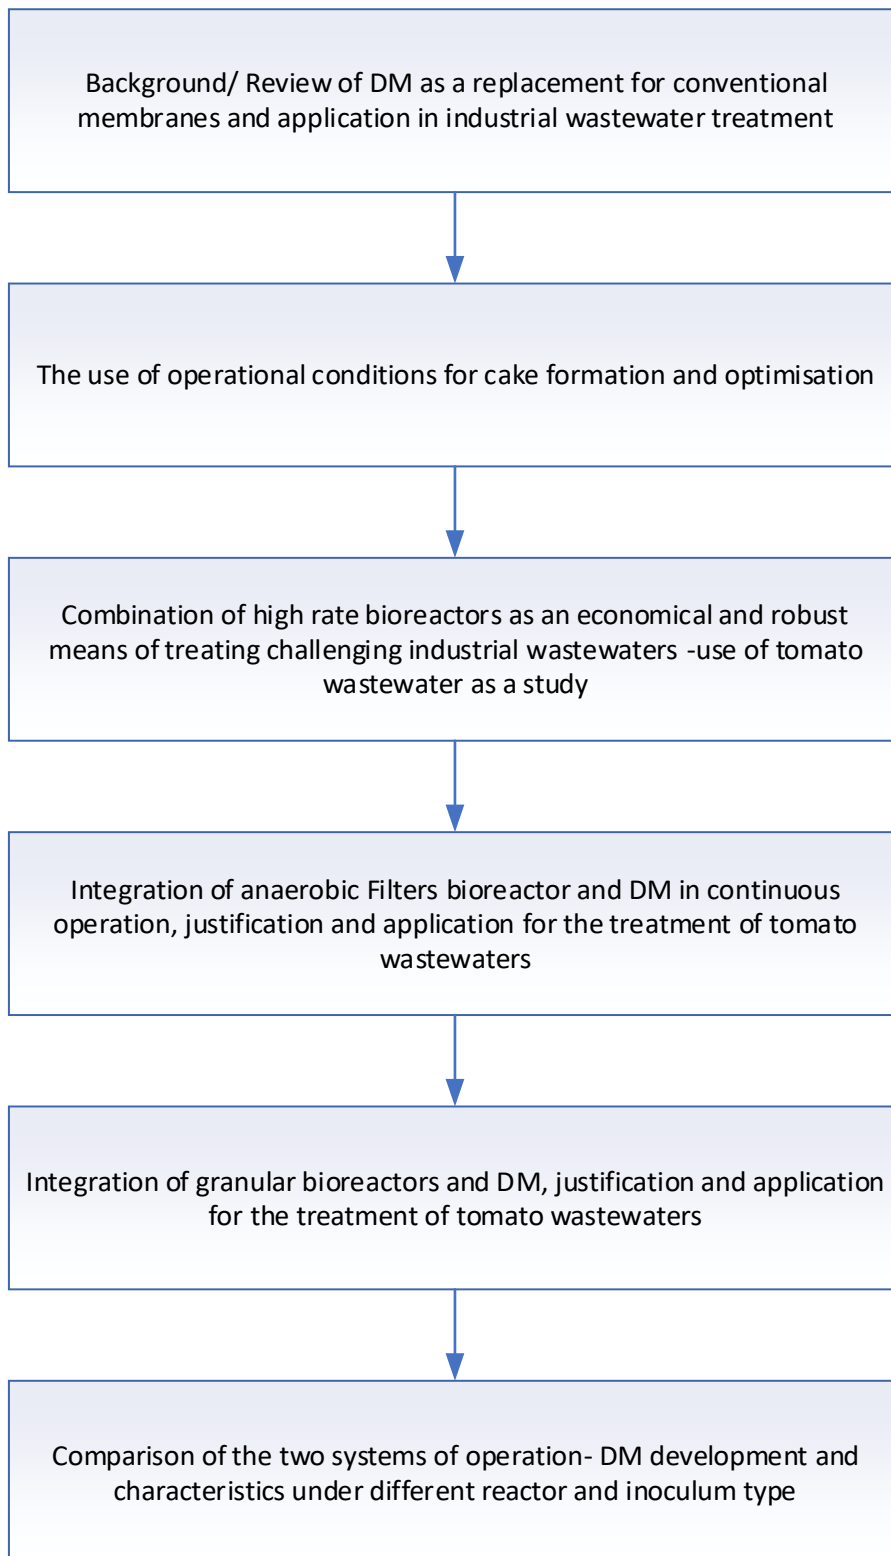 Background/ Review of DM as a replacement for conventional
membranes and application in industrial wastewater treatment
The use of operational conditions for cake formation and optimisation
Combination of high rate bioreactors as an economical and robust
means of treating challenging industrial wastewaters -use of tomato
wastewater as a study
Integration of anaerobic Filters bioreactor and DM in continuous
operation, justification and application for the treatment of tomato
wastewaters
Integration of granular bioreactors and DM, justification and application
for the treatment of tomato wastewaters
Comparison of the two systems of operation- DM development and
characteristics under different reactor and inoculum type